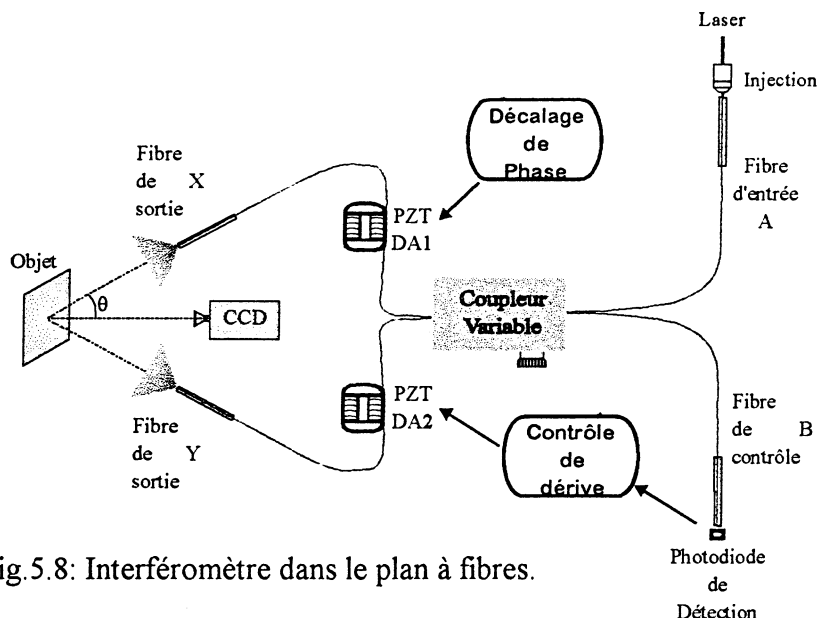 Laser
Injection
Décalage
de
Phase
Fibre
de X
sortie
Fibre
d'entrée
A
PZT
DA1
Objet
θ
CCD
Coupleur
Variable
PZT
DA2
Fibre
de Y
sortie
Contrôle
de
dérive
Fibre
de B
contrôle
Photodiode
de
Détection
ig.5.8: Interféromètre dans le plan à fibres.